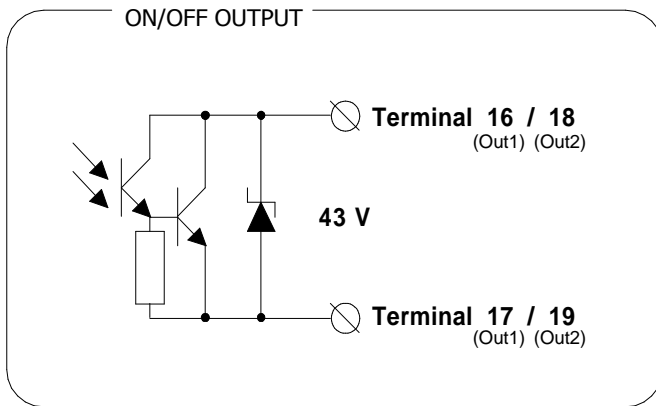 ON/OFF OUTPUT
Terminal 16 / 18
(Out1) (Out2)
43 V
Terminal 17 / 19
(Out1) (Out2)